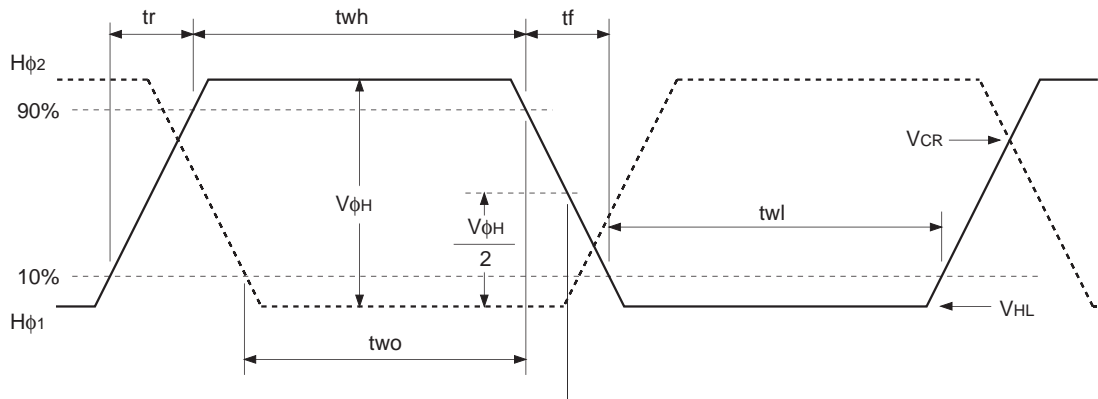 tr
twh
tf
Hϕ2
90%
VCR
VϕH
VϕH
2
twl
10%
Hϕ1
VHL
two